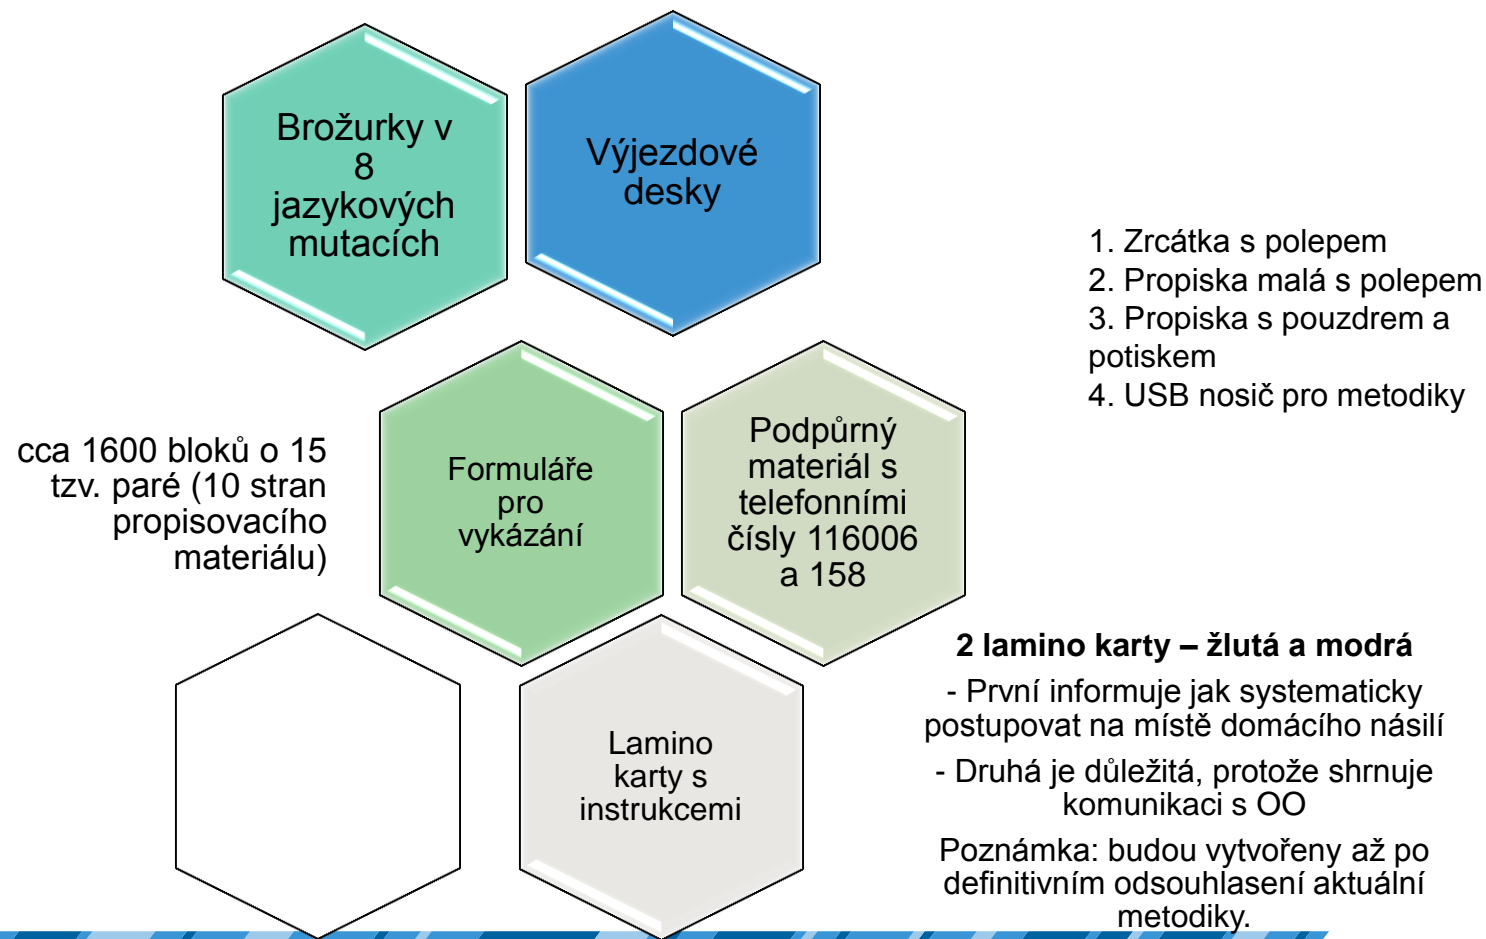 Brožurky v
8
jazykových
mutacích
Výjezdové
desky
1. Zrcátka s polepem
2. Propiska malá s polepem
3. Propiska s pouzdrem a
potiskem
4. USB nosič pro metodiky
cca 1600 bloků o 15
tzv. paré (10 stran
propisovacího
materiálu)
Formuláře
pro
vykázání
Podpůrný
materiál s
telefonními
čísly 116006
a 158
Lamino
karty s
instrukcemi
2 lamino karty – žlutá a modrá
- První informuje jak systematicky
postupovat na místě domácího násilí
- Druhá je důležitá, protože shrnuje
komunikaci s OO
Poznámka: budou vytvořeny až po
definitivním odsouhlasení aktuální
metodiky.